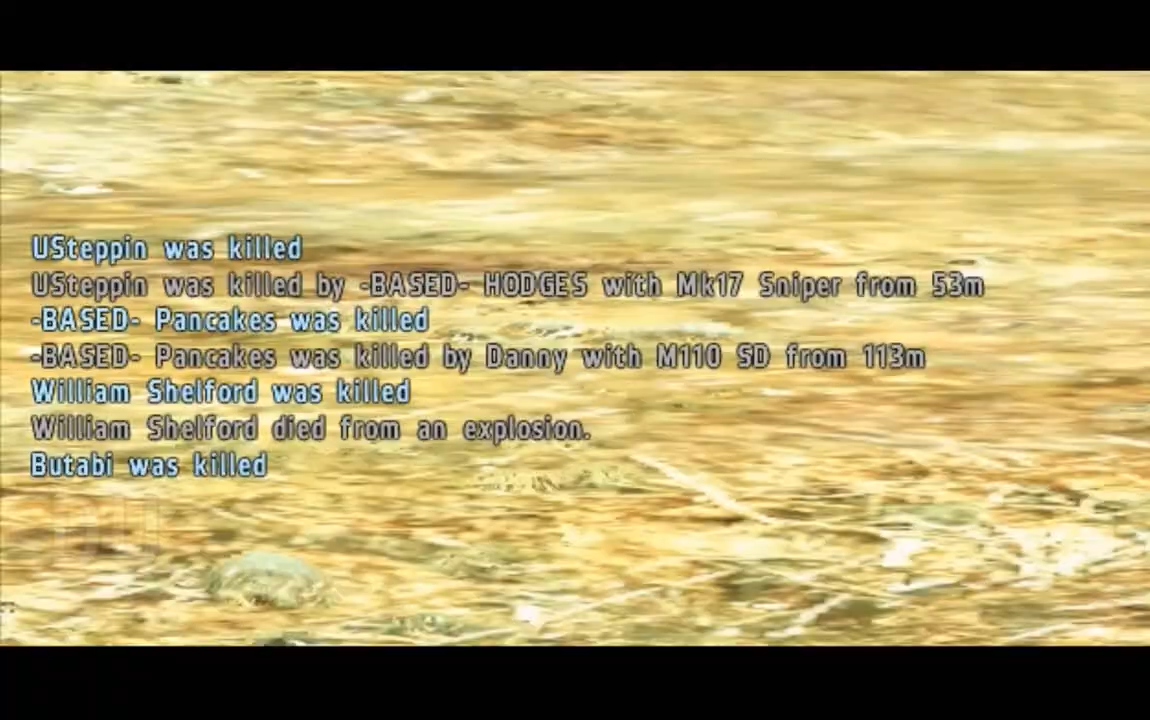 USteppin was killed
USteppin was killed by -BASED- HODGES with Mk17 Sniper from 53m
-BASED- Pancakes was killed
-BASED- Pancakes was killed by Danny with M110 SD from 113m
William Shelford was killed
William Shelford died from an explosion.
Butabi was killed